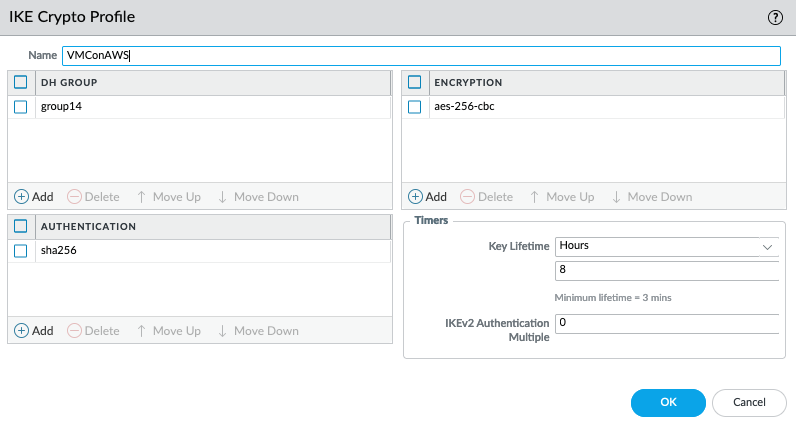 IKE Crypto Profile
Name VMConAWS
DH GROUP
group14
Add Delete Move Up Move Down
ENCRYPTION
aes-256-cbc
Add Delete Move Up Move Down
AUTHENTICATION
sha256
Add Delete Move Up Move Down
Timers
Key Lifetime Hours
8
Minimum lifetime = 3 mins
IKEv2 Authentication Multiple 0
OK Cancel